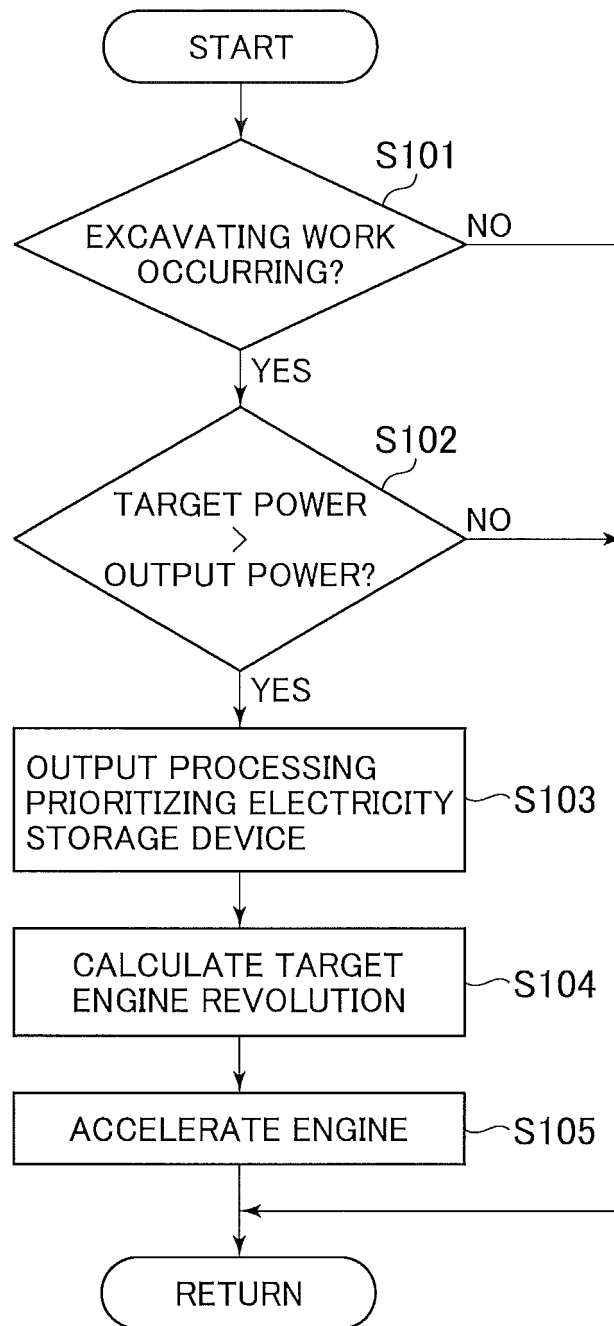 START
S101
EXCAVATING WORK
OCCURRING?
NO
YES
S102
TARGET POWER
>
OUTPUT POWER?
NO
YES
OUTPUT PROCESSING
PRIORITIZING ELECTRICITY
STORAGE DEVICE
S103
CALCULATE TARGET
ENGINE REVOLUTION
S104
ACCELERATE ENGINE
S105
RETURN